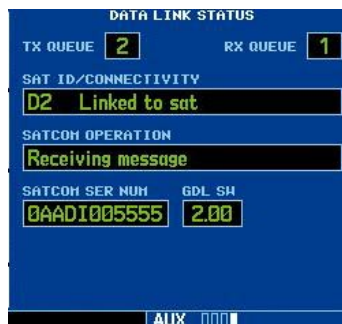 DATA LINK STATUS
TX QUEUE 2 RX QUEUE 1
SAT ID/CONNECTIVITY
D2 Linked to sat
SATCOM OPERATION
Receiving message
SATCOM SER NUM GDL SW
0AADI005555 2.00
AUX